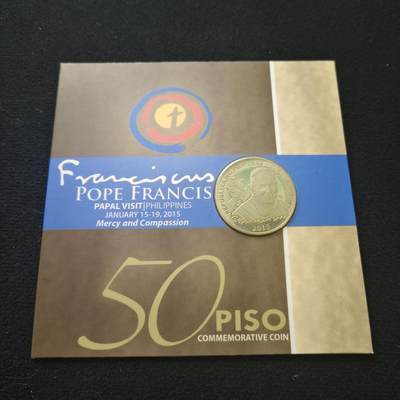 Franciscus
POPE FRANCIS
PAPAL VISIT|PHILIPPINES
JANUARY 15-19, 2015
Mercy and Compassion
2015
50 PISO
COMMEMORATIVE COIN